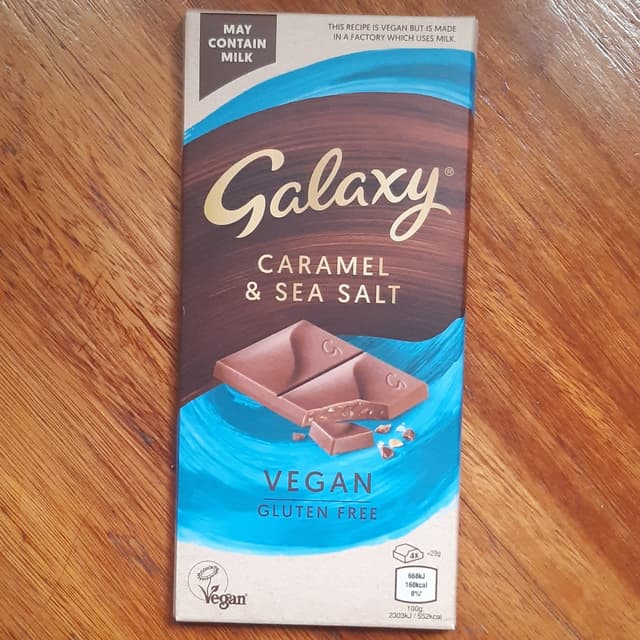 MAY
CONTAIN
MILK
THIS RECIPE IS VEGAN BUT IS MADE
IN A FACTORY WHICH USES MILK.
Galaxy®
CARAMEL
& SEA SALT
VEGAN
GLUTEN FREE
Vegan
4x
=29g
668kJ
160kcal
8%*
100g:
2303kJ / 552kcal